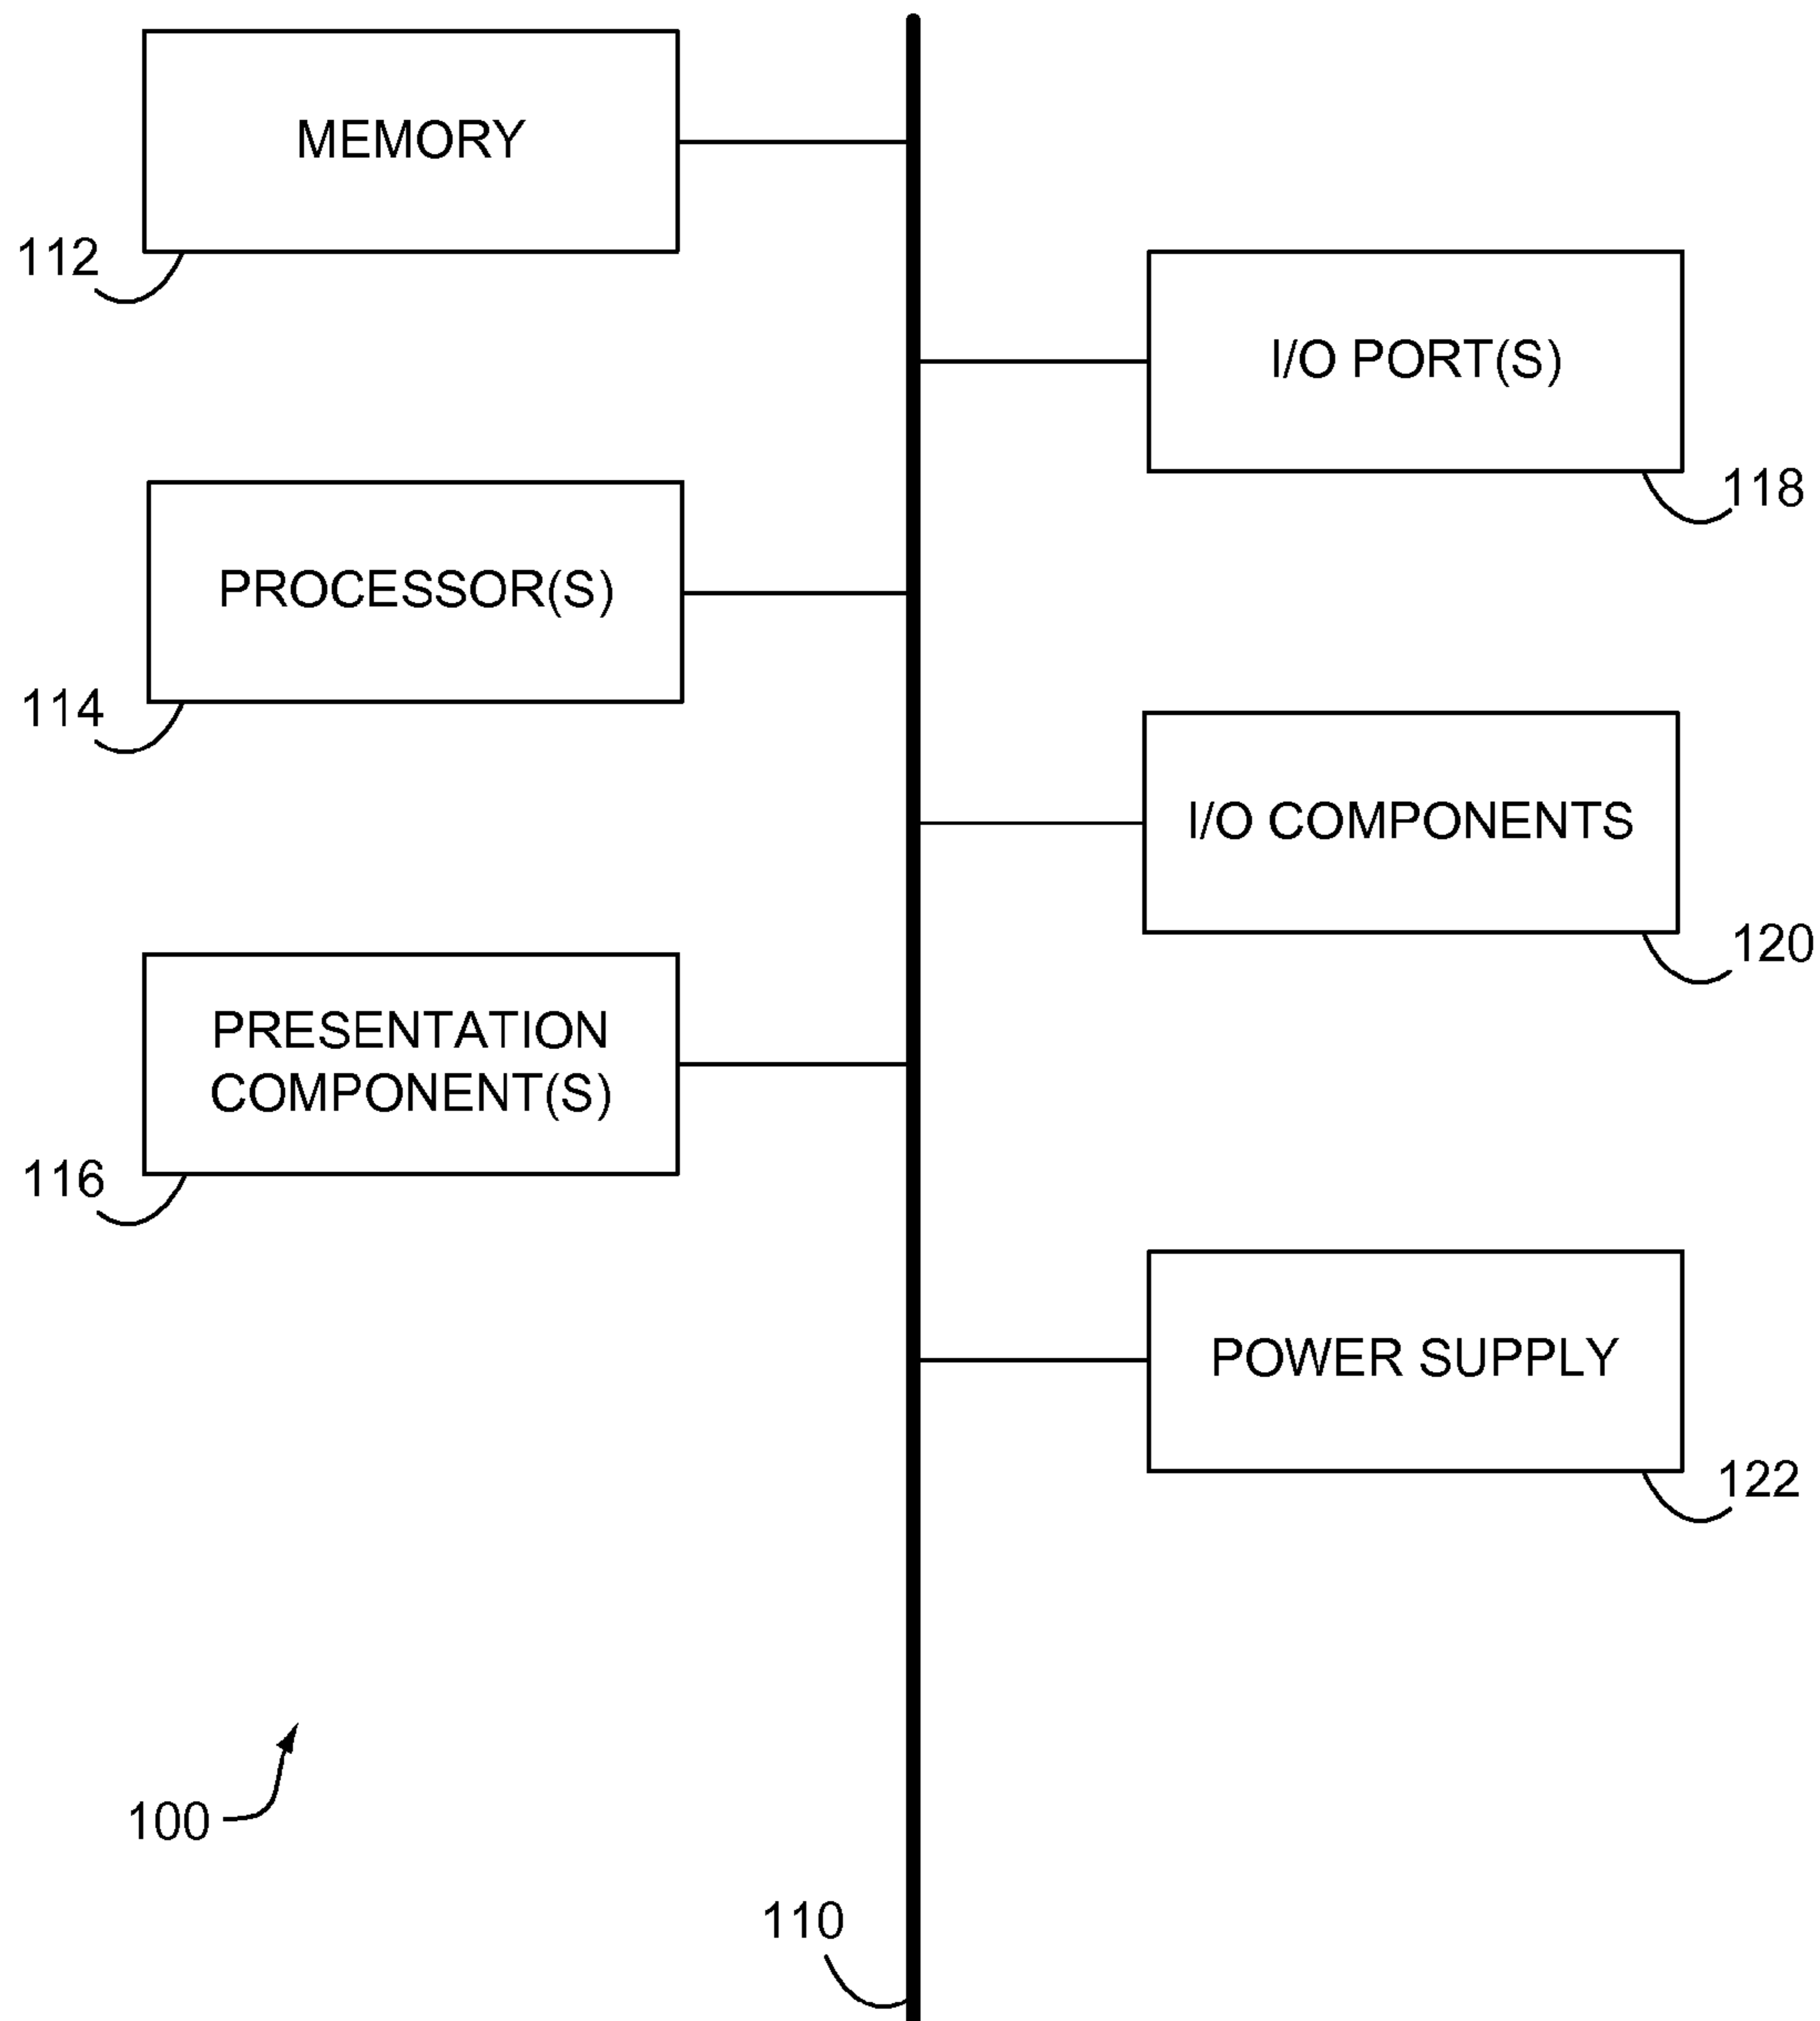 MEMORY
112
I/O PORT(S)
118
PROCESSOR(S)
114
I/O COMPONENTS
120
PRESENTATION
COMPONENT(S)
116
POWER SUPPLY
122
100
110